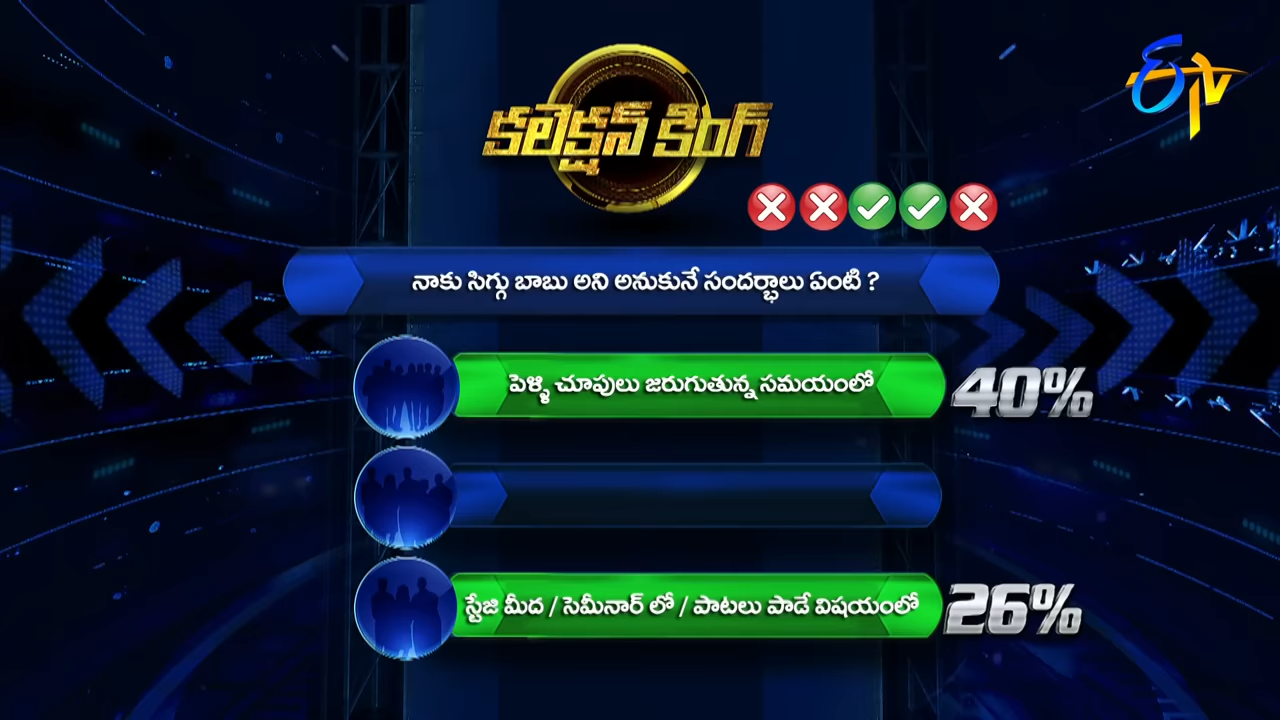 ETV
కలెక్షన్ కింగ్
నాకు సిగ్గు బాబు అని అనుకునే సందర్భాలు ఏంటి ?
పెళ్ళి చూపులు జరుగుతున్న సమయంలో
40%
స్టేజి మీద / సెమీనార్ లో / పాటలు పాడే విషయంలో
26%